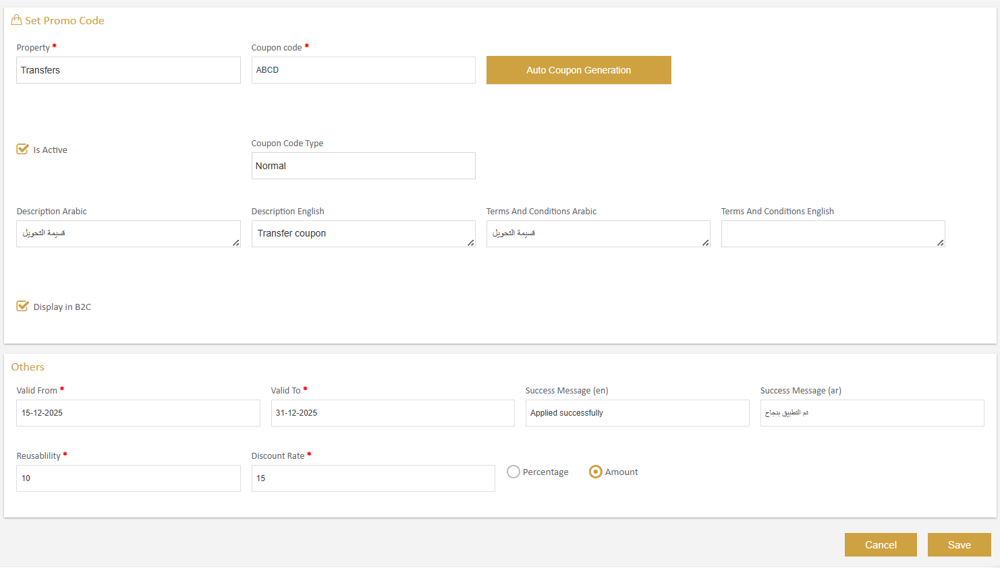 Set Promo Code
Property *
Coupon code *
Transfers
ABCD
Auto Coupon Generation
Is Active
Coupon Code Type
Normal
Description Arabic
Description English
Terms And Conditions Arabic
Terms And Conditions English
قسيمة التحويل
Transfer coupon
قسيمة التحويل
Display in B2C
Others
Valid From *
Valid To *
Success Message (en)
Success Message (ar)
15-12-2025
31-12-2025
Applied successfully
تم التطبيق بنجاح
Reusablility *
Discount Rate *
10
15
Percentage
Amount
Cancel
Save